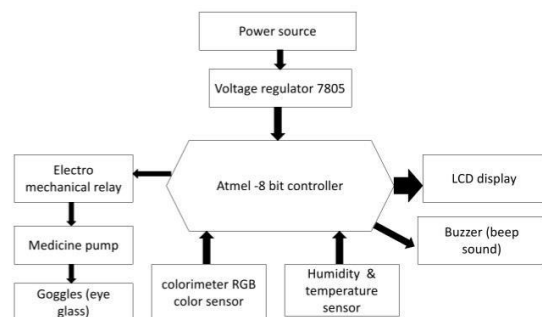 Power source
Voltage regulator 7805
Electro
mechanical relay
Atmel -8 bit controller
LCD display
Medicine pump
Buzzer (beep
sound)
Goggles (eye
glass)
colorimeter RGB
color sensor
Humidity & 
temperature
sensor